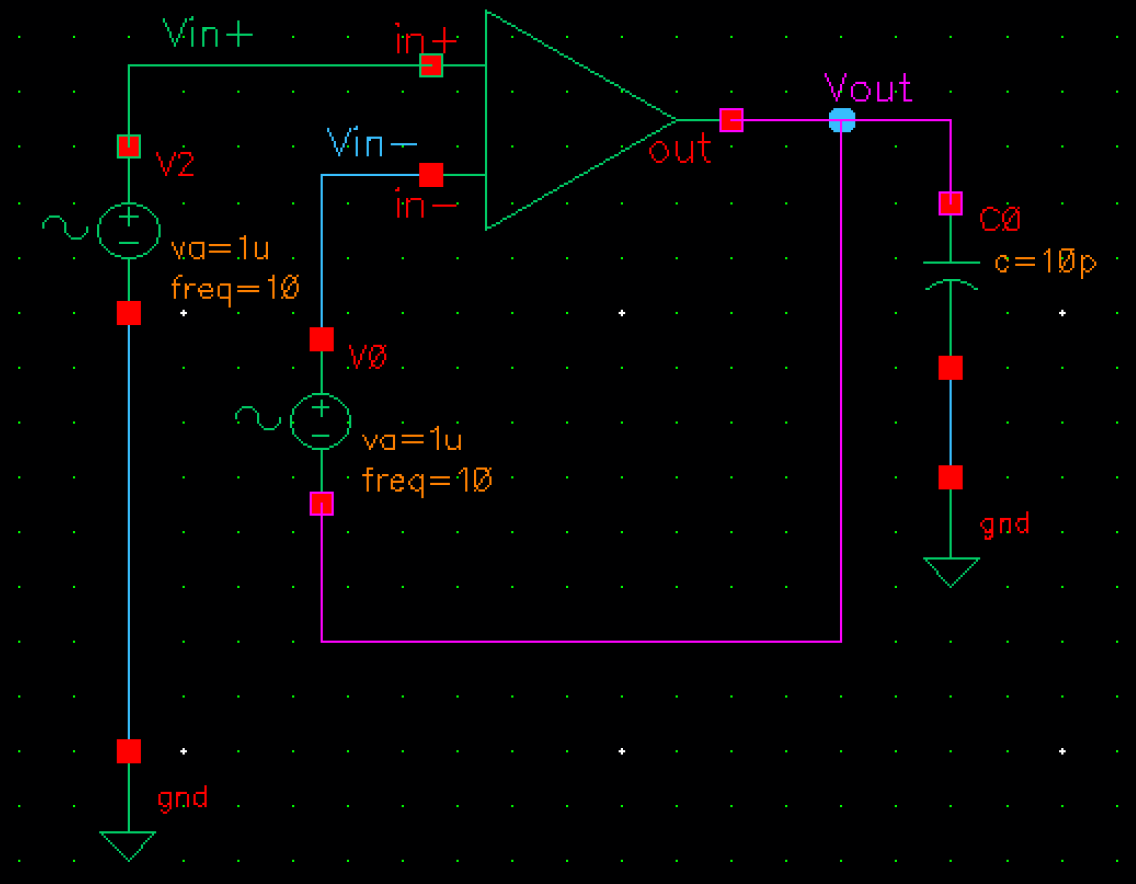 Vin+
in+
Vout
Vin-
out
V2
in-
C0
va=1u
c=10p
freq=10
V0
va=1u
freq=10
gnd
gnd